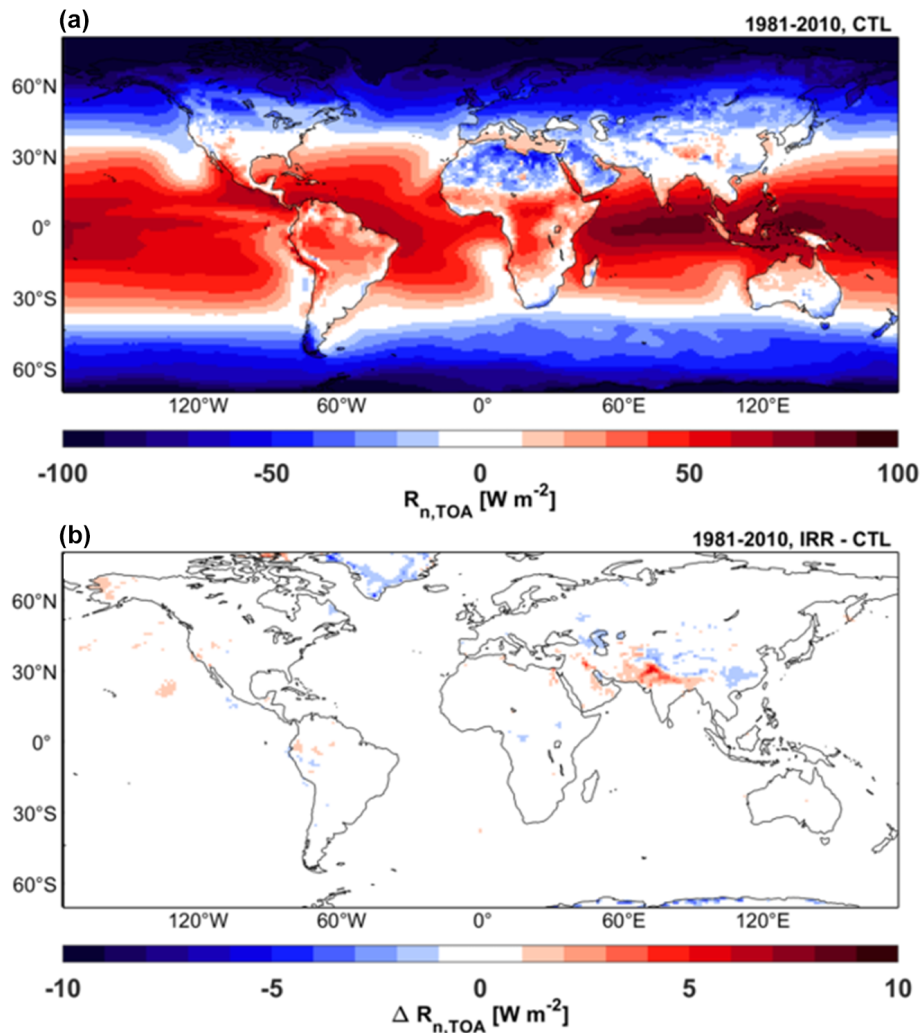 (a)
1981-2010, CTL
60°N
30°N
0°
30°S
60°S
120°W 60°W 0° 60°E 120°E
-100 -50 0 50 100
R_n,TOA [W m^-2]
(b)
1981-2010, IRR - CTL
60°N
30°N
0°
30°S
60°S
120°W 60°W 0° 60°E 120°E
-10 -5 0 5 10
Δ R_n,TOA [W m^-2]